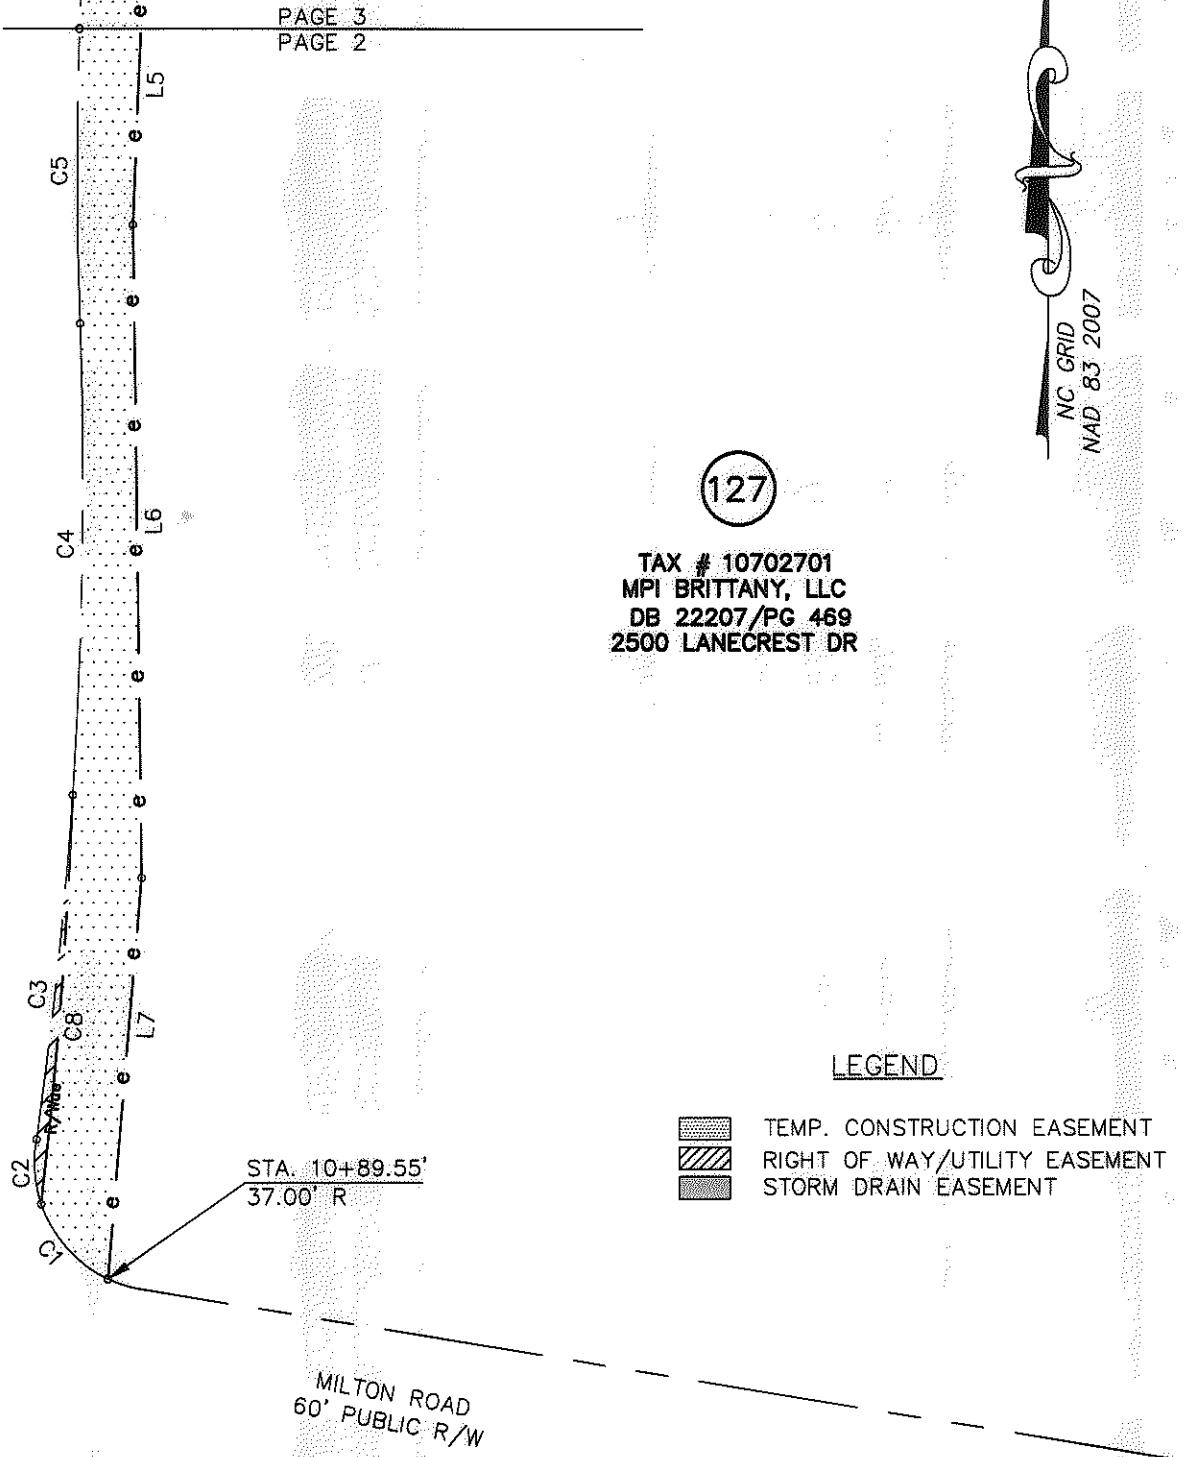 PAGE 3
PAGE 2
e
L5
e
C5
e
NC GRID
NAD 83 2007
e
127
C4
L6
e
TAX # 10702701
MPI BRITTANY, LLC
DB 22207/PG 469
2500 LANECREST DR
e
e
e
C3
C8
L7
LEGEND
e
TEMP. CONSTRUCTION EASEMENT
RIGHT OF WAY/UTILITY EASEMENT
STORM DRAIN EASEMENT
C2
STA. 10+89.55'
37.00' R
e
C1
MILTON ROAD
60' PUBLIC R/W